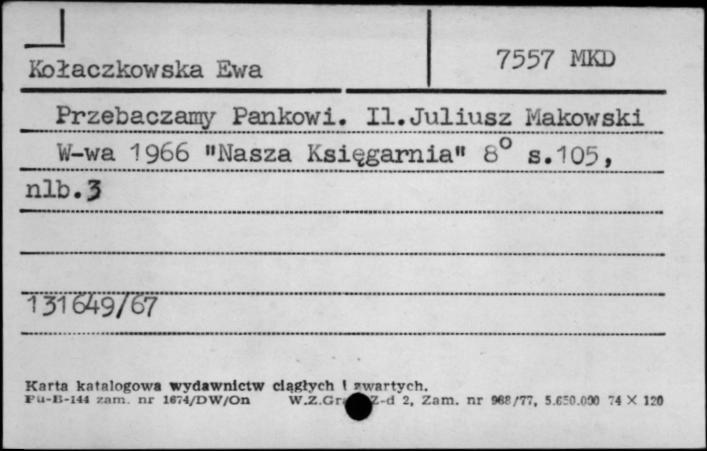 Kołaczkowska Ewa
7557 MKD
Przebaczamy Pankowi. Il.Juliusz Makowski
W-wa 1966 "Nasza Księgarnia" 8° s.105,
nlb.3
131649/67
Karta katalogowa wydawnictw ciągłych i zwartych.
Pu-B-144 zam. nr 1674/DW/On W.Z.Gr Z-d 2, Zam. nr 968/77, 5.650.000 74 × 120